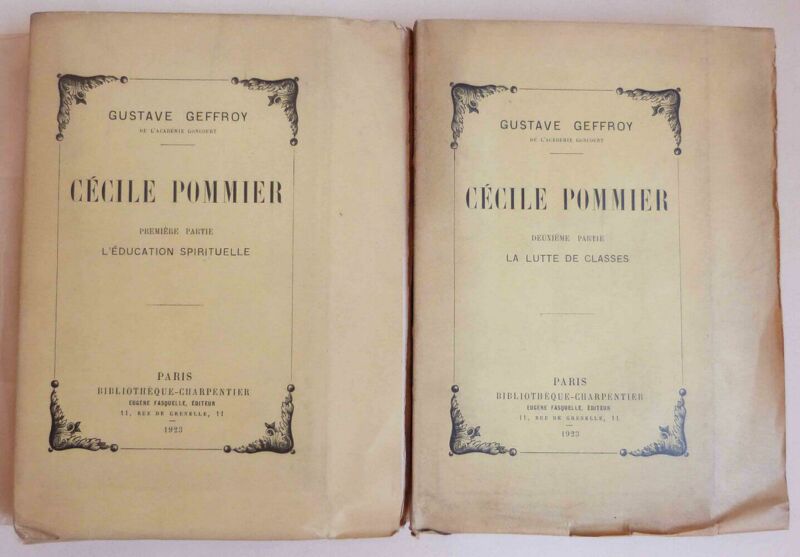 GUSTAVE GEFFROY
DE L'ACADÉMIE GONCOURT
CÉCILE POMMIER
PREMIÈRE PARTIE
L'ÉDUCATION SPIRITUELLE
PARIS
BIBLIOTHÈQUE-CHARPENTIER
EUGÈNE FASQUELLE, ÉDITEUR
11, RUE DE GRENELLE, 11
1923
GUSTAVE GEFFROY
DE L'ACADÉMIE GONCOURT
CÉCILE POMMIER
DEUXIÈME PARTIE
LA LUTTE DE CLASSES
PARIS
BIBLIOTHÈQUE-CHARPENTIER
EUGÈNE FASQUELLE, ÉDITEUR
11, RUE DE GRENELLE, 11
1923